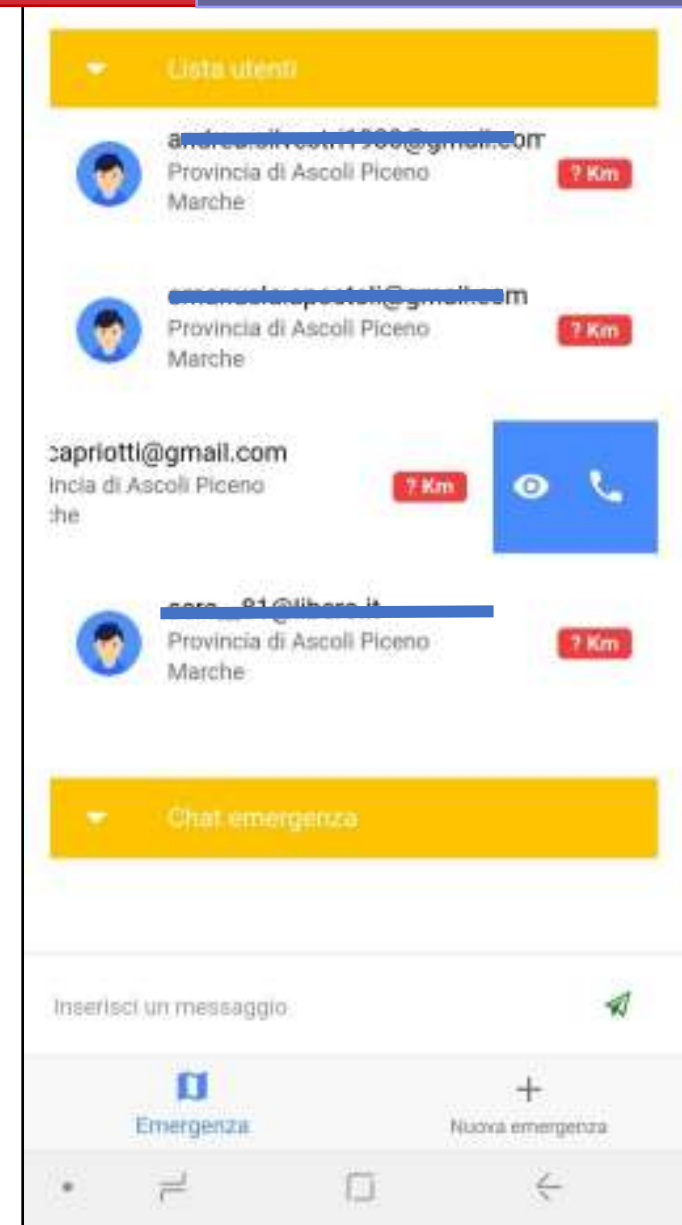 Lista utenti
Provincia di Ascoli Piceno
? Km
Marche
Provincia di Ascoli Piceno
? Km
Marche
capriotti@gmail.com
incia di Ascoli Piceno
? Km
che
Provincia di Ascoli Piceno
? Km
Marche
Chat emergenza
Inserisci un messaggio
Emergenza
Nuova emergenza